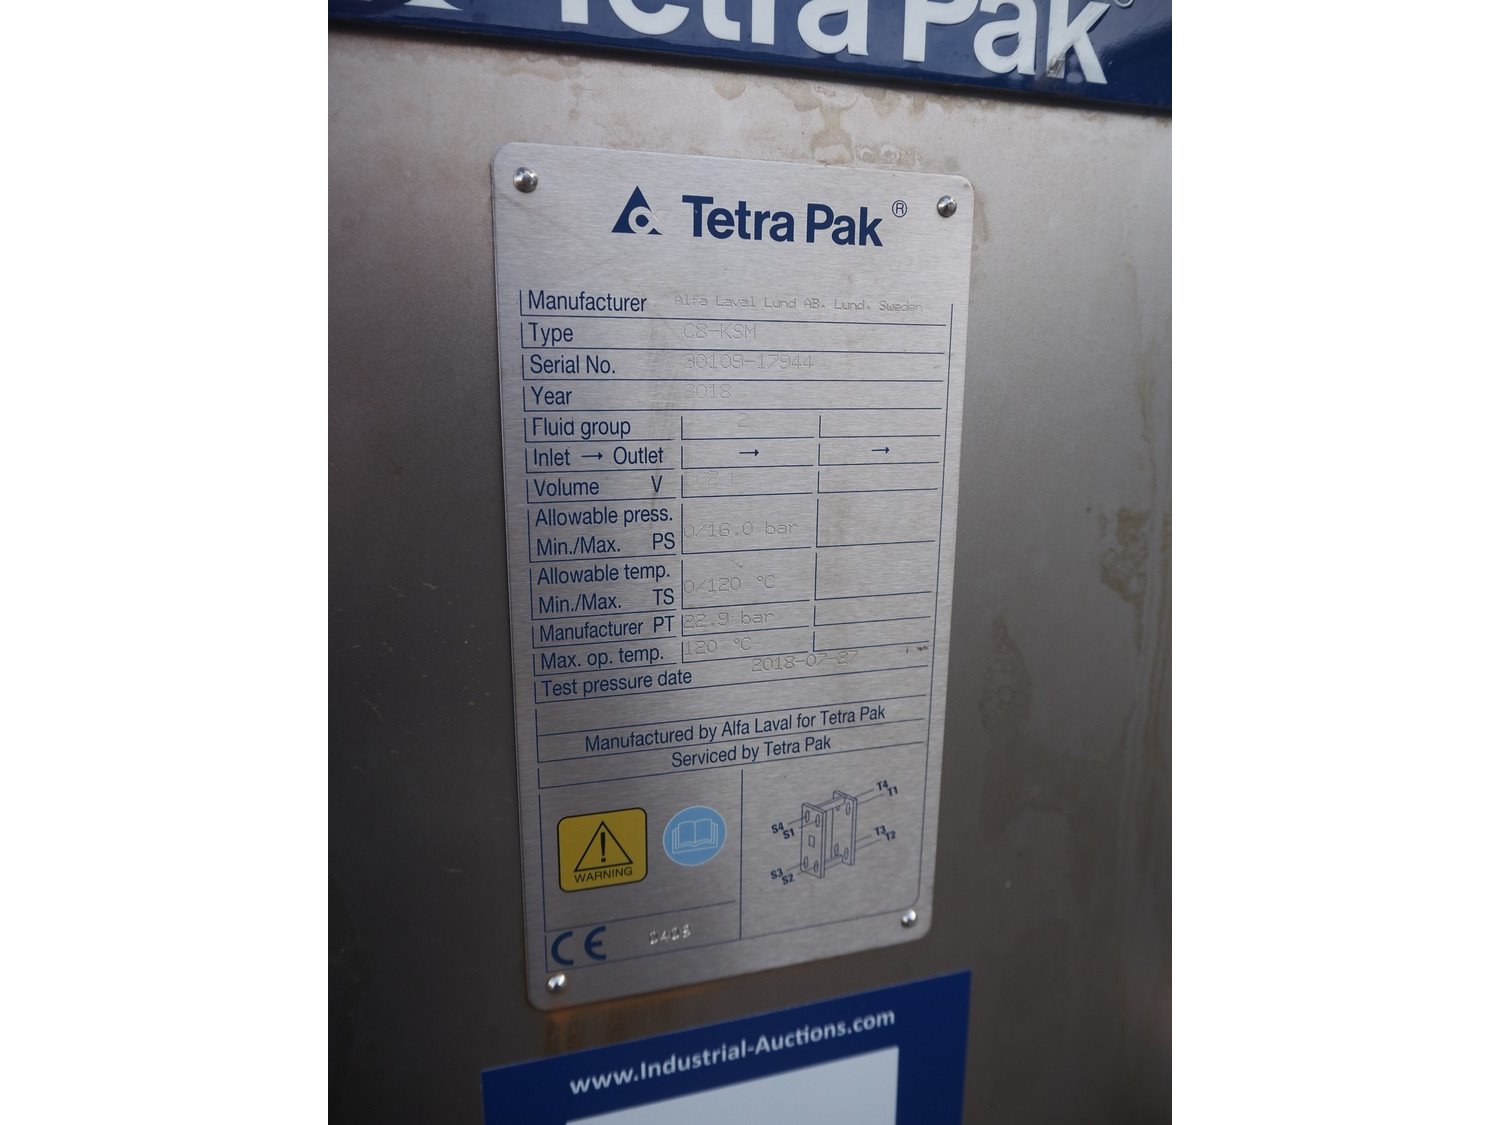 Tetra Pak
Tetra Pak ®
Manufacturer Alfa Laval Lund AB. Lund. Sweden
Type C8-KSM
Serial No. 30109-17944
Year 2018
Fluid group 2
Inlet → Outlet → →
Volume V
Allowable press.
Min./Max. PS 0/16.0 bar
Allowable temp.
Min./Max. TS 0/120 °C
Manufacturer PT 22.9 bar
Max. op. temp. 120 °C
Test pressure date 2018-07-27
Manufactured by Alfa Laval for Tetra Pak
Serviced by Tetra Pak
T4
T1
S4
S1
T3
T2
S3
S2
WARNING
CE
www.Industrial-Auctions.com